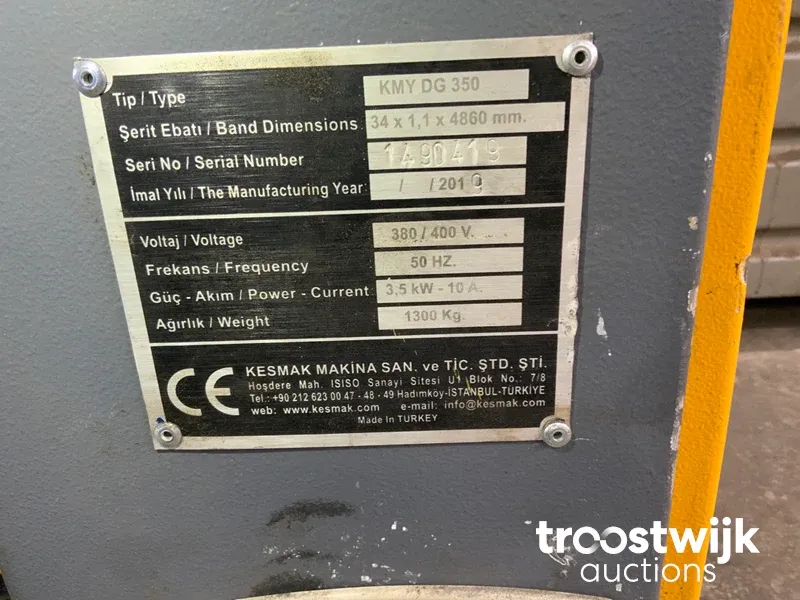 Tip / Type KMY DG 350
Şerit Ebatı / Band Dimensions 34 x 1,1 x 4860 mm.
Seri No / Serial Number 1490419
İmal Yılı / The Manufacturing Year: / / 2019
Voltaj / Voltage 380 / 400 V.
Frekans / Frequency 50 HZ.
Güç - Akım / Power - Current 3,5 kW - 10 A.
Ağırlık / Weight 1300 Kg.
CE
KESMAK MAKİNA SAN. ve TİC. ŞTD. ŞTİ.
Hoşdere Mah. ISISO Sanayi Sitesi U1 Blok No.: 7/8
Tel.: +90 212 623 00 47 - 48 - 49 Hadımköy-İSTANBUL-TÜRKİYE
web: www.kesmak.com e-mail: info@kesmak.com
Made in TURKEY
troostwijk
auctions